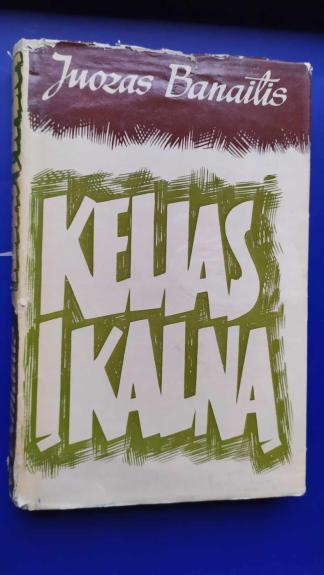 Juozas Banaitis
KELIAS
Į KALNĄ